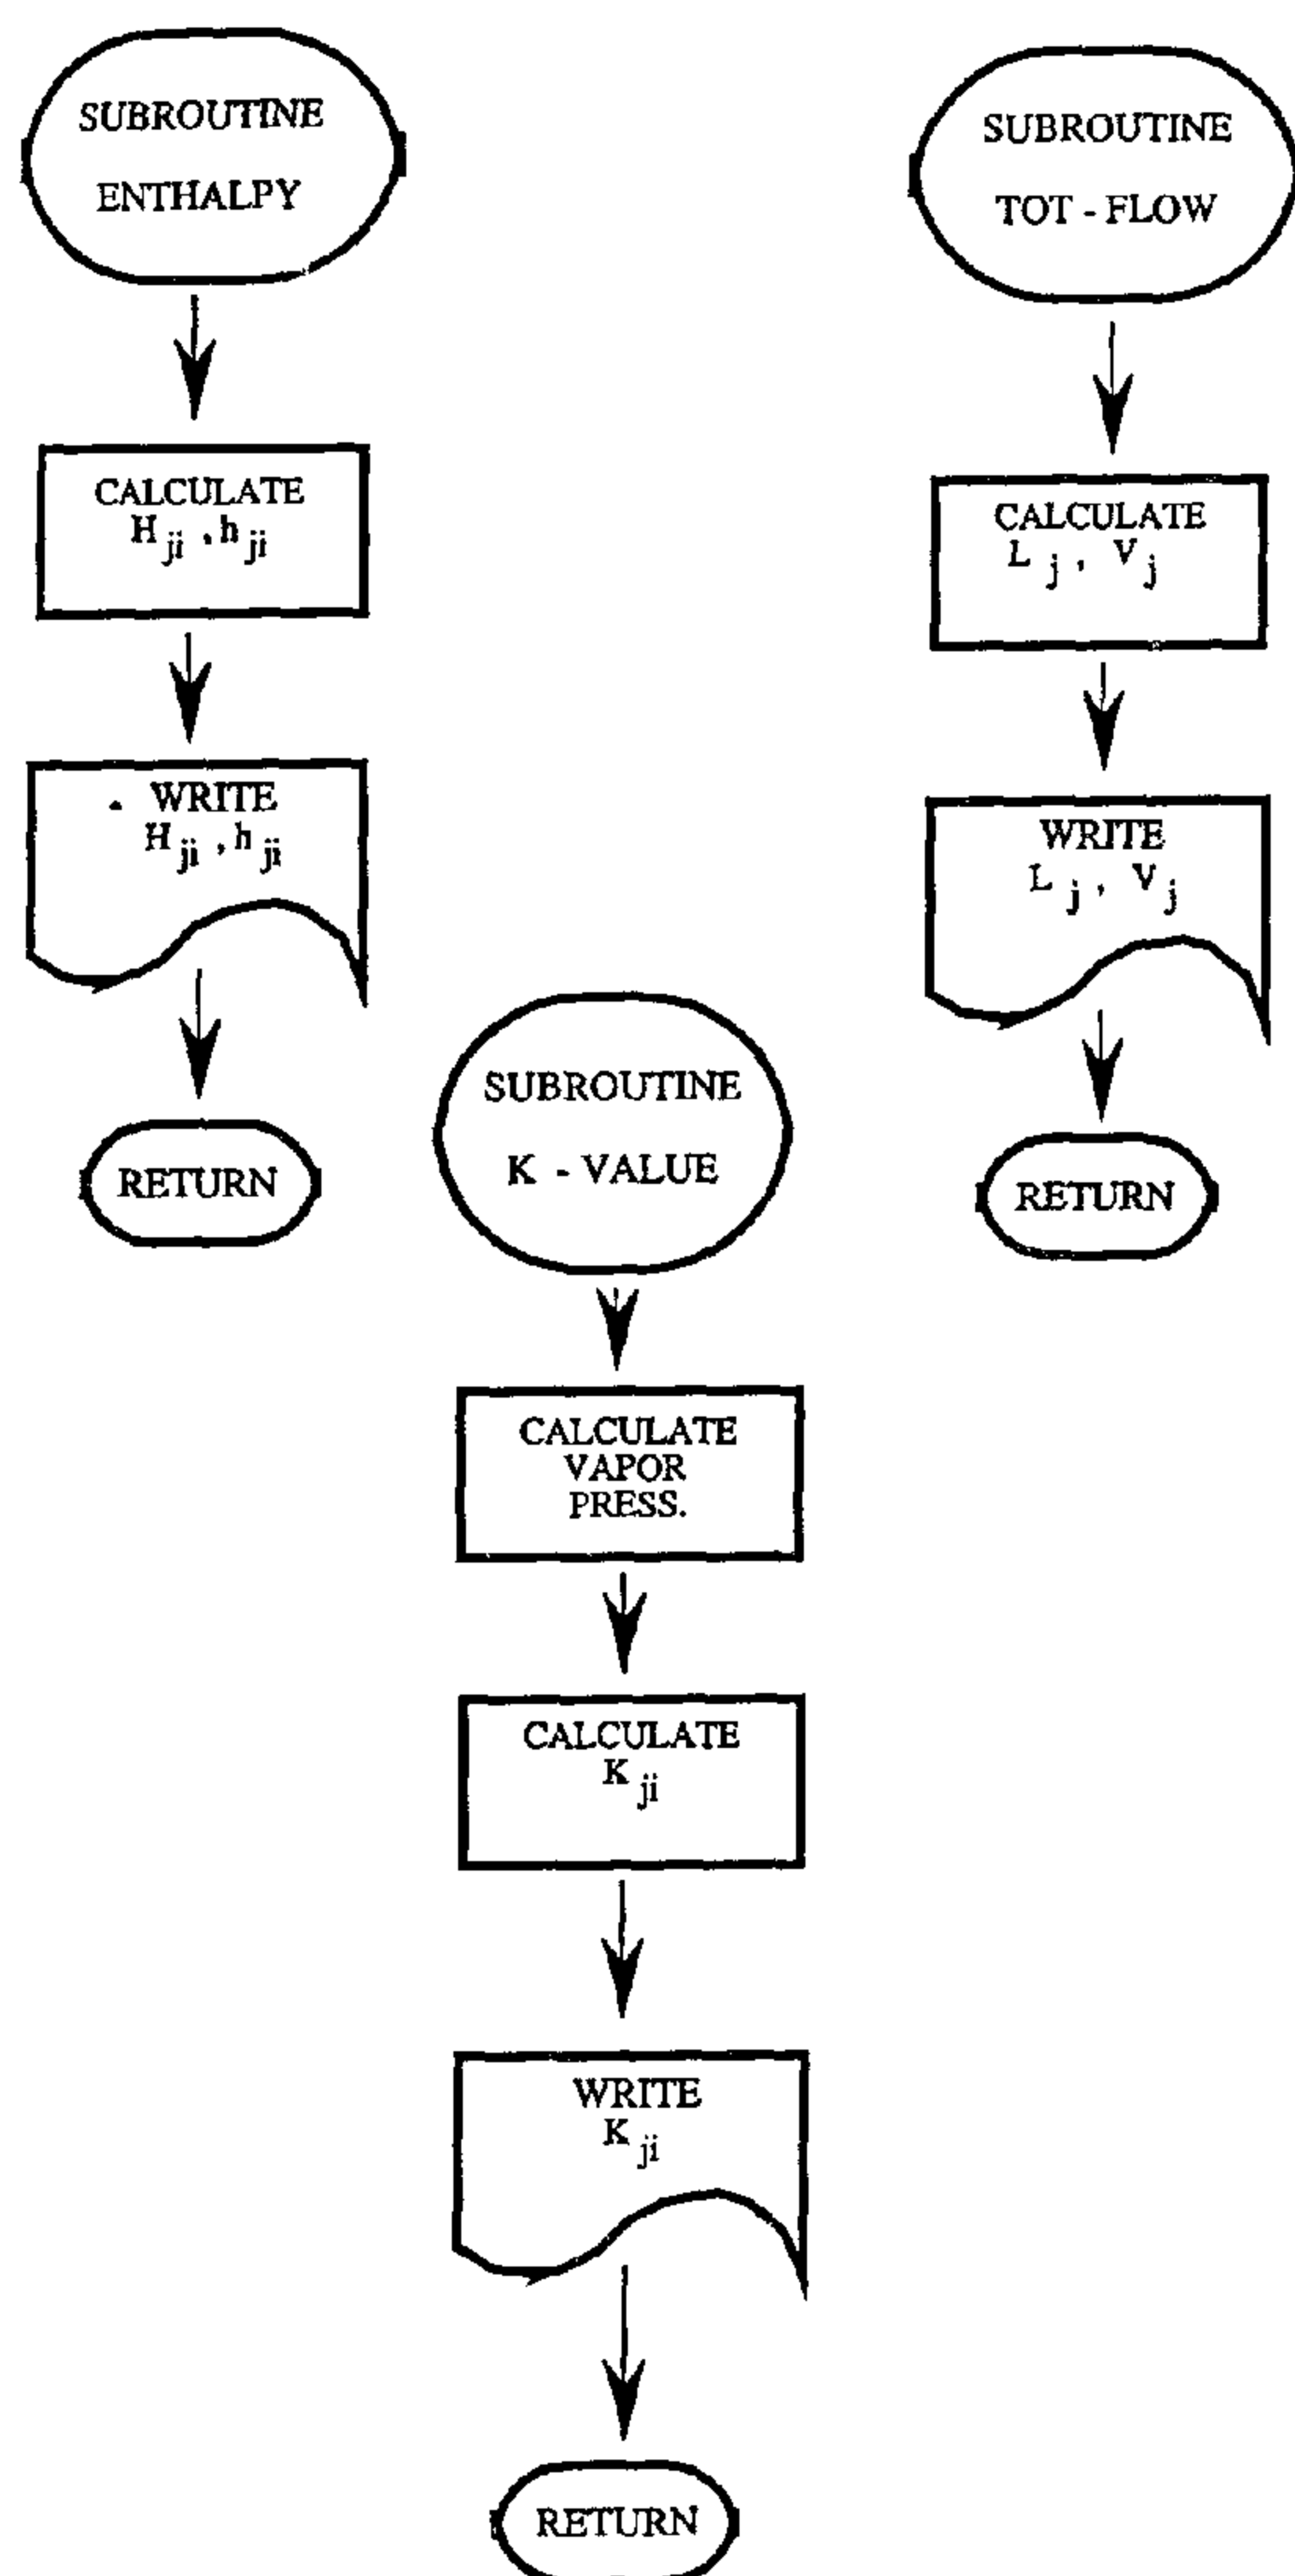 SUBROUTINE
ENTHALPY
CALCULATE
H ji , h ji
WRITE
H ji , h ji
RETURN
SUBROUTINE
TOT - FLOW
CALCULATE
L j , V j
WRITE
L j , V j
RETURN
SUBROUTINE
K - VALUE
CALCULATE
VAPOR
PRESS.
CALCULATE
K ji
WRITE
K ji
RETURN